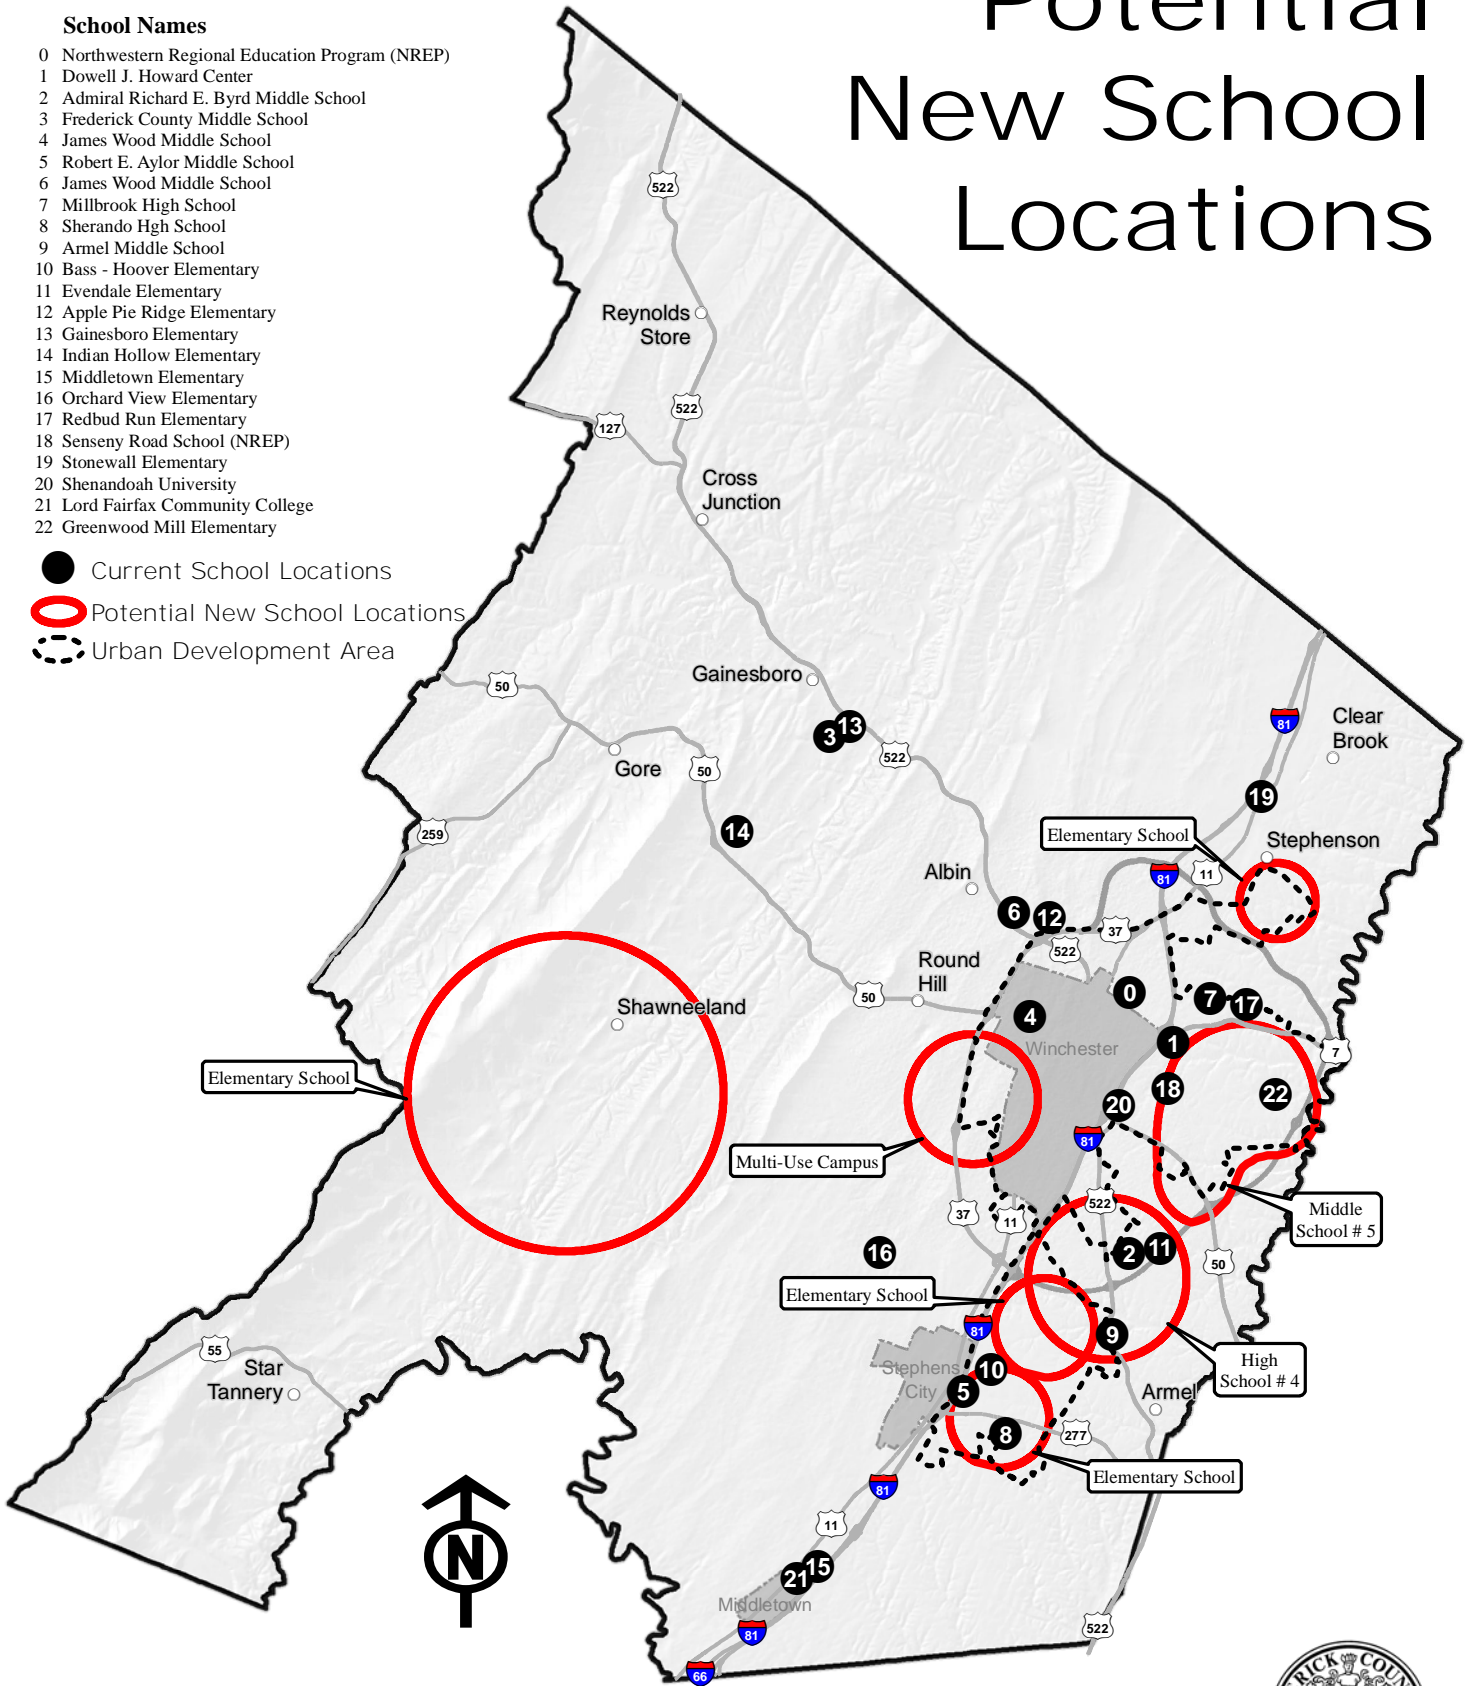 Potential
New School
Locations
School Names
0 Northwestern Regional Education Program (NREP)
1 Dowell J. Howard Center
2 Admiral Richard E. Byrd Middle School
3 Frederick County Middle School
4 James Wood Middle School
5 Robert E. Aylor Middle School
6 James Wood Middle School
7 Millbrook High School
8 Sherando Hgh School
9 Armel Middle School
10 Bass - Hoover Elementary
11 Evendale Elementary
12 Apple Pie Ridge Elementary
13 Gainesboro Elementary
14 Indian Hollow Elementary
15 Middletown Elementary
16 Orchard View Elementary
17 Redbud Run Elementary
18 Senseny Road School (NREP)
19 Stonewall Elementary
20 Shenandoah University
21 Lord Fairfax Community College
22 Greenwood Mill Elementary
Current School Locations
Potential New School Locations
Urban Development Area
522
Reynolds
Store
522
127
Cross
Junction
Gainesboro
50
13
3
522
81
Clear
Brook
Gore
50
19
14
259
Elementary School
Stephenson
Albin
81
11
6
12
37
522
Round
Hill
50
0
7
17
Shawneeland
4
Winchester
1
7
Elementary School
18
22
20
81
Multi-Use Campus
522
Middle
School # 5
37
11
2
11
16
50
Elementary School
81
9
55
Star
Tannery
Stephens
City
10
5
High
School # 4
Armel
8
277
Elementary School
81
11
N
15
21
Middletown
81
522
66
RICK COUN